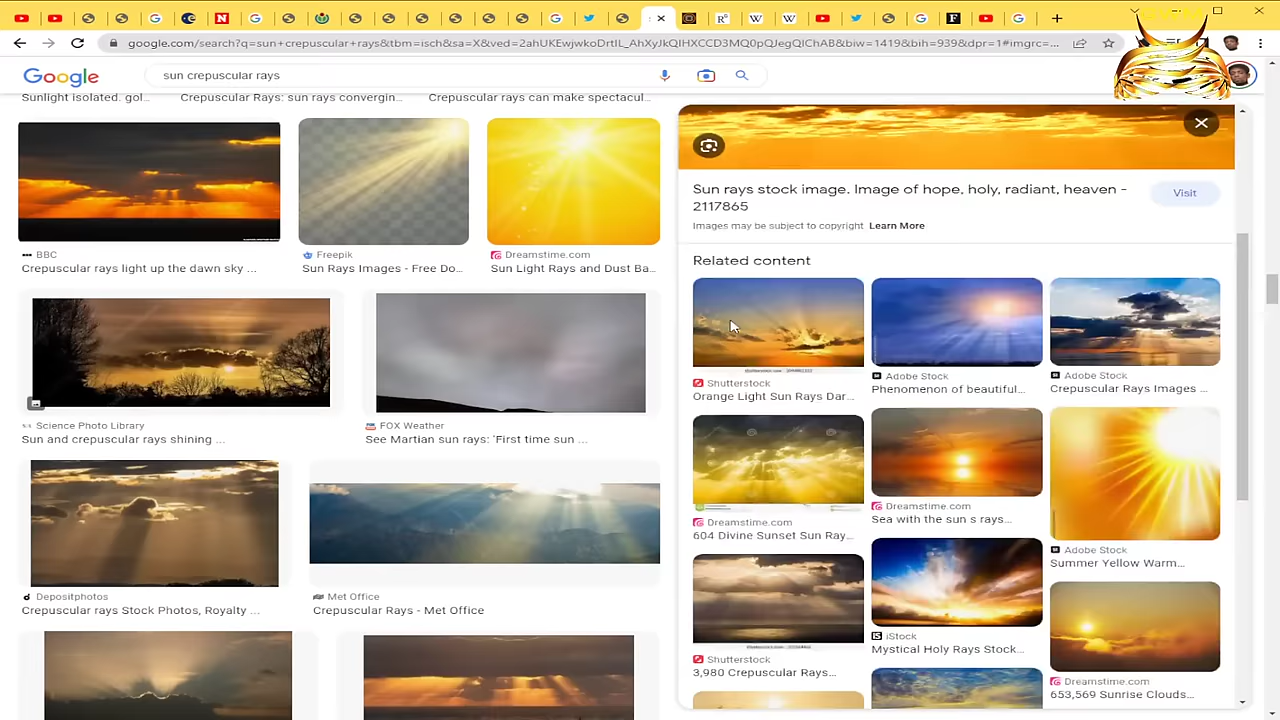 google.com/search?q=sun+crepuscular+rays&tbm=isch&sa=X&ved=2ahUKEwjwkoDrtIL_AhXyJkQIHXCCD3MQ0pQJegQIChAB&biw=1419&bih=939&dpr=1#imgrc=...
Google
sun crepuscular rays
Sunlight isolated. gol...
Crepuscular Rays: sun rays convergin...
Crepuscular rays can make spectacul...
BBC
Crepuscular rays light up the dawn sky ...
Freepik
Sun Rays Images - Free Do...
Dreamstime.com
Sun Light Rays and Dust Ba...
Science Photo Library
Sun and crepuscular rays shining ...
FOX Weather
See Martian sun rays: 'First time sun ...
Depositphotos
Crepuscular rays Stock Photos, Royalty ...
Met Office
Crepuscular Rays - Met Office
Sun rays stock image. Image of hope, holy, radiant, heaven -
2117865
Visit
Images may be subject to copyright Learn More
Related content
Shutterstock
Orange Light Sun Rays Dar...
Adobe Stock
Phenomenon of beautiful...
Adobe Stock
Crepuscular Rays Images ...
Dreamstime.com
604 Divine Sunset Sun Ray...
Dreamstime.com
Sea with the sun s rays...
Adobe Stock
Summer Yellow Warm...
Shutterstock
3,980 Crepuscular Rays...
iStock
Mystical Holy Rays Stock...
Dreamstime.com
653,569 Sunrise Clouds...